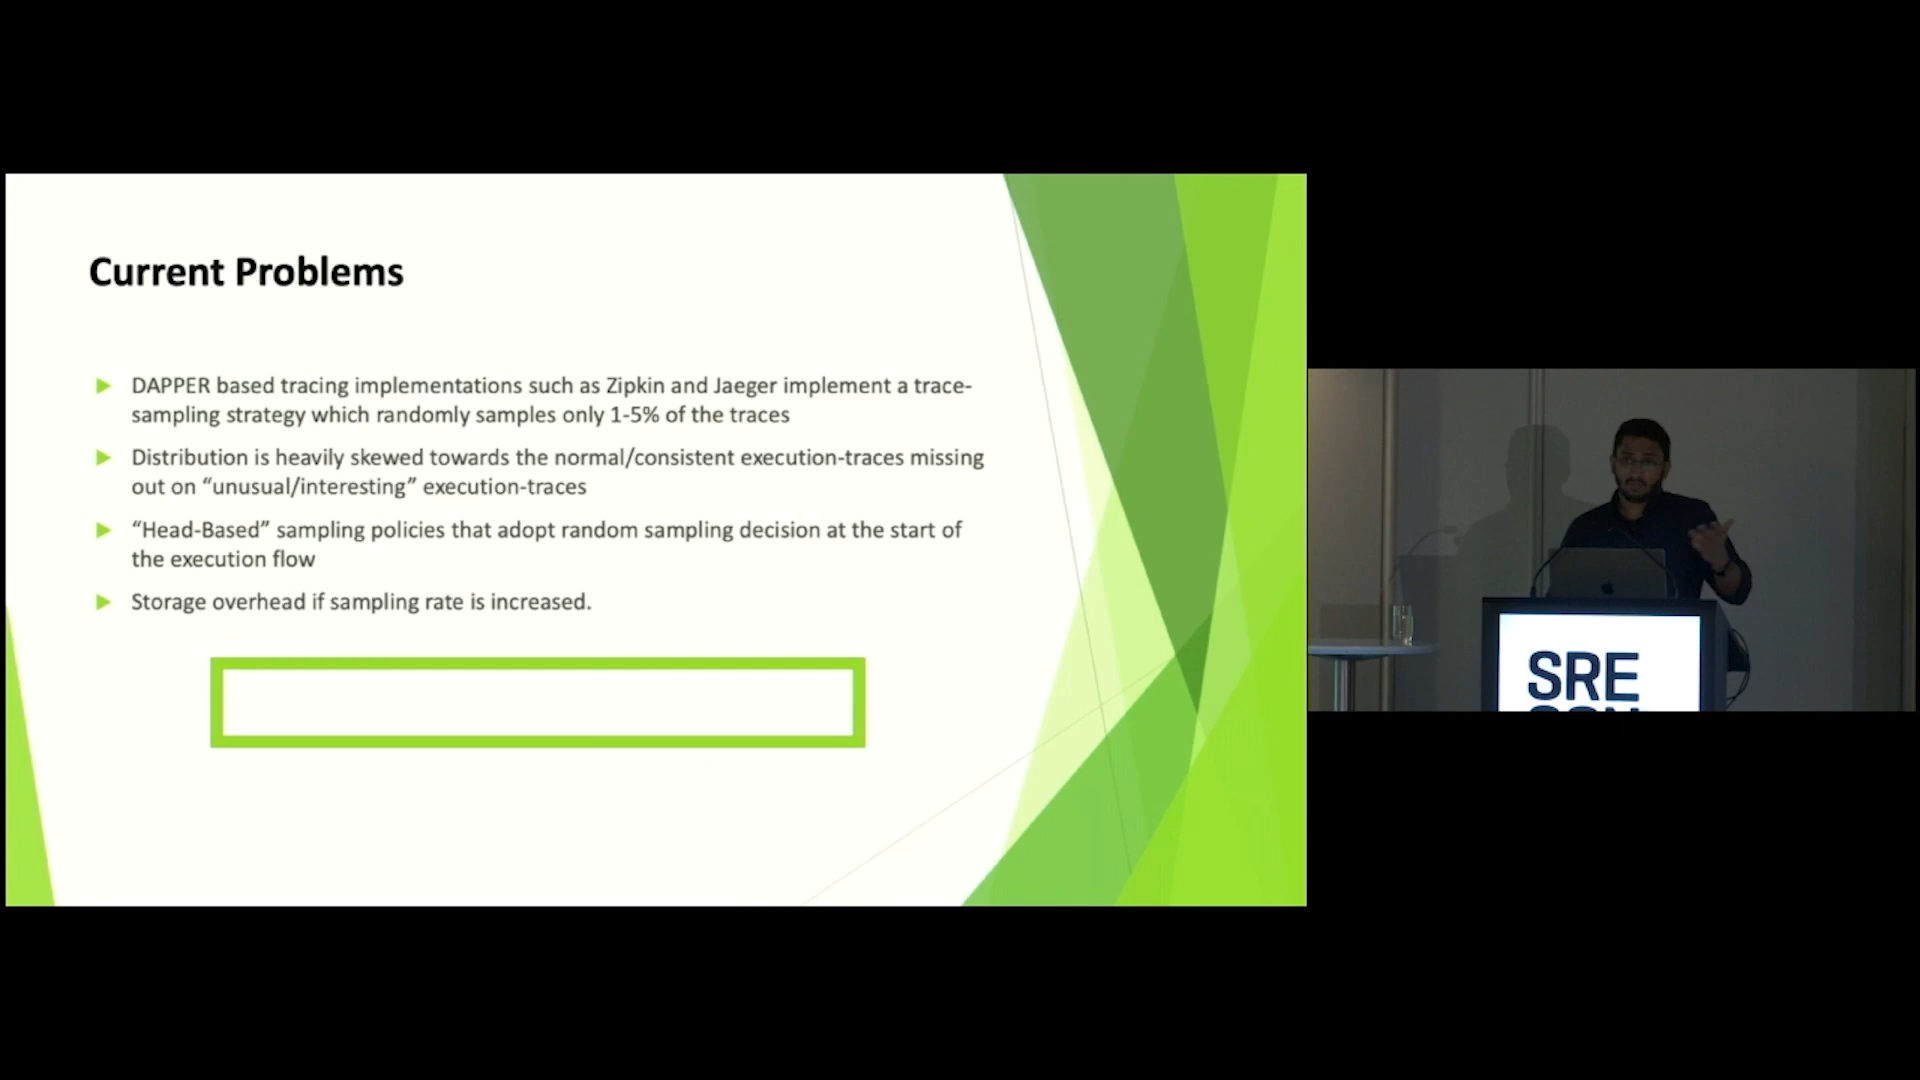 Current Problems
DAPPER based tracing implementations such as Zipkin and Jaeger implement a trace-
sampling strategy which randomly samples only 1-5% of the traces
Distribution is heavily skewed towards the normal/consistent execution-traces missing
out on “unusual/interesting” execution-traces
“Head-Based” sampling policies that adopt random sampling decision at the start of
the execution flow
Storage overhead if sampling rate is increased.
SRE